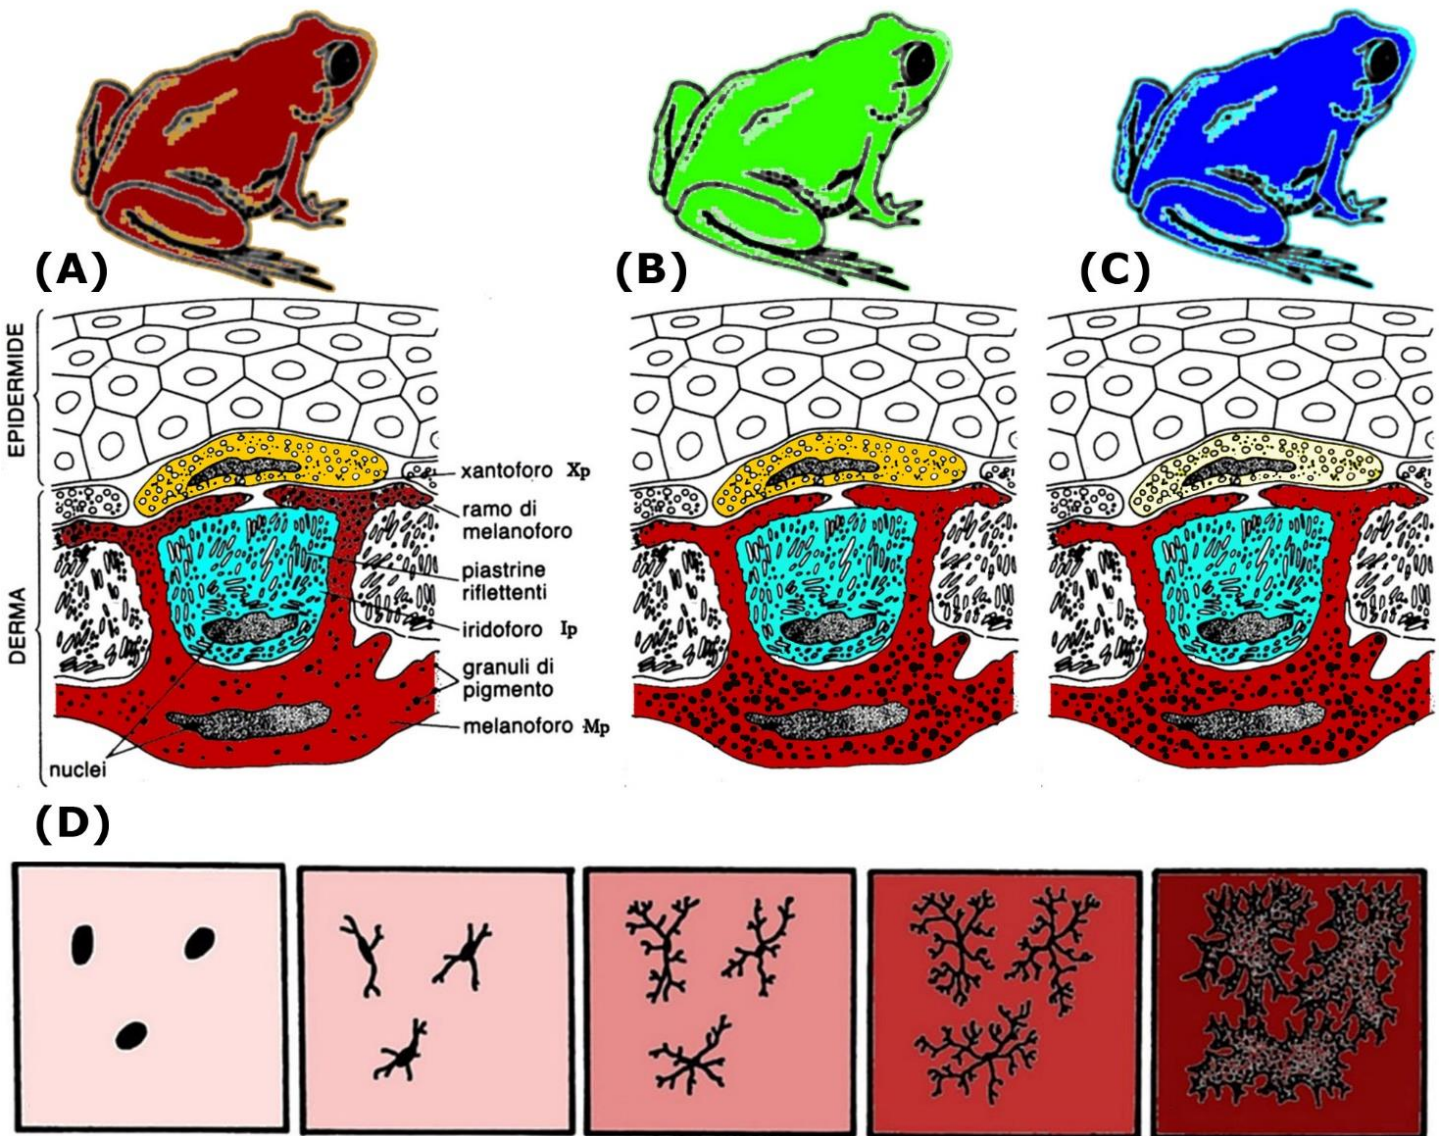 (A)
(B)
(C)
EPIDERMIDE
DERMA
xantoforo Xp
ramo di
melanoforo
piastrine
riflettenti
iridoforo Ip
granuli di
pigmento
melanoforo Mp
nuclei
(D)